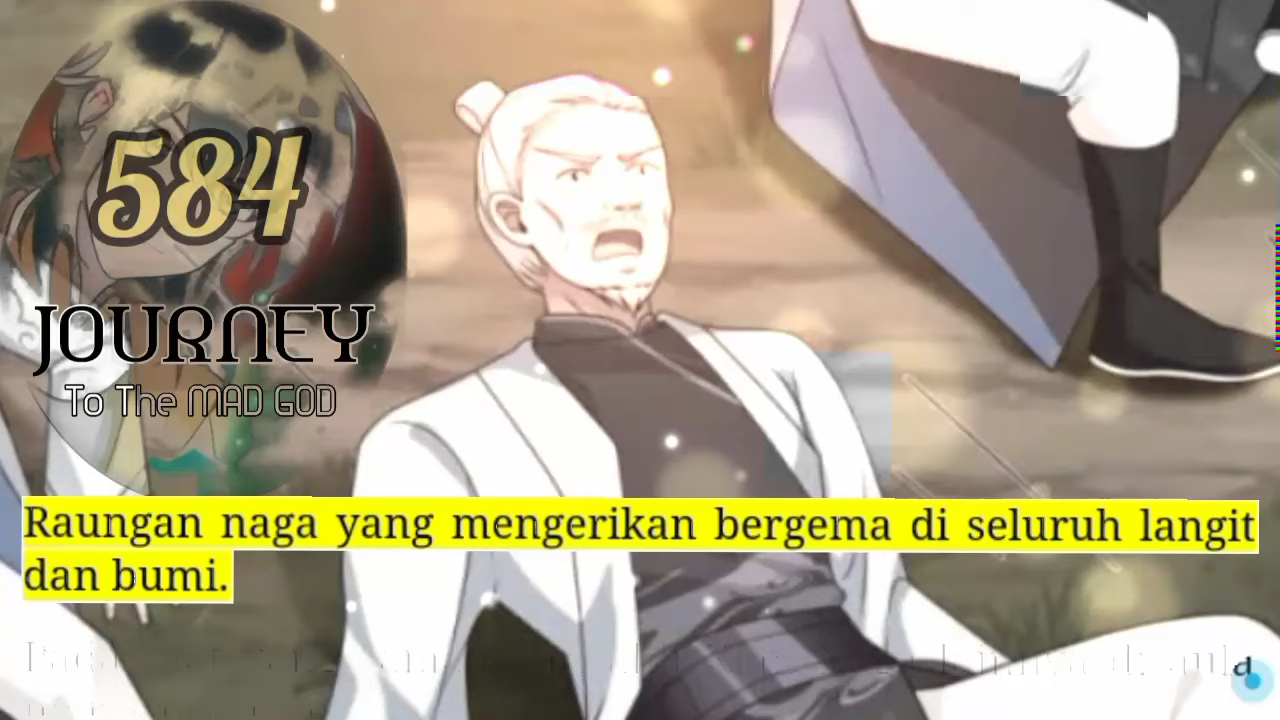 584
JOURNEY
To The MAD GOD
Raungan naga yang mengerikan bergema di seluruh langit
dan bumi.